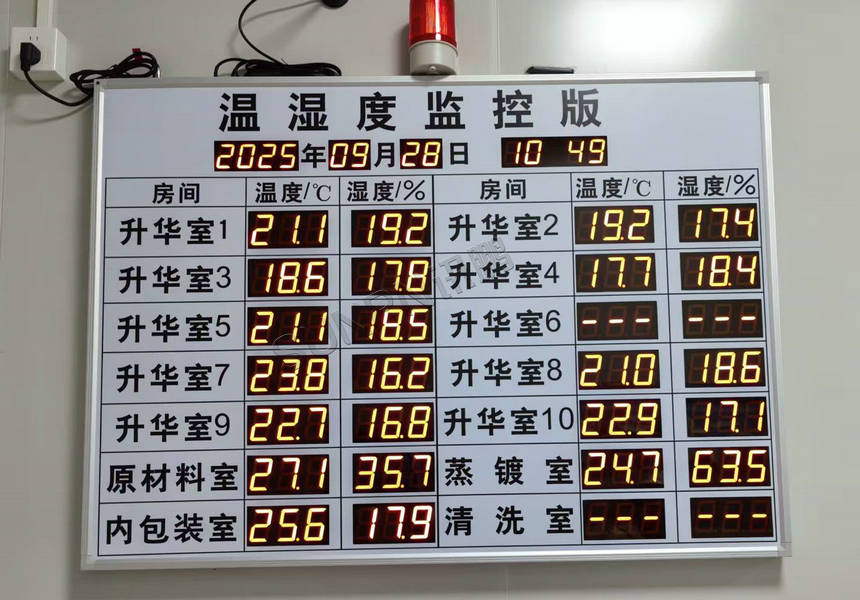 温湿度监控版
2025年09月28日 10 49
房间 温度/℃ 湿度/% 房间 温度/℃ 湿度/%
升华室1 21.1 19.2 升华室2 19.2 17.4
升华室3 18.6 17.8 升华室4 17.7 18.4
升华室5 21.1 18.5 升华室6 --- ---
升华室7 23.8 16.2 升华室8 21.0 18.6
升华室9 22.7 16.8 升华室10 22.9 17.1
原材料室 27.1 35.7 蒸镀室 24.7 63.5
内包装室 25.6 17.9 清洗室 --- ---
SUNPN讯鹏